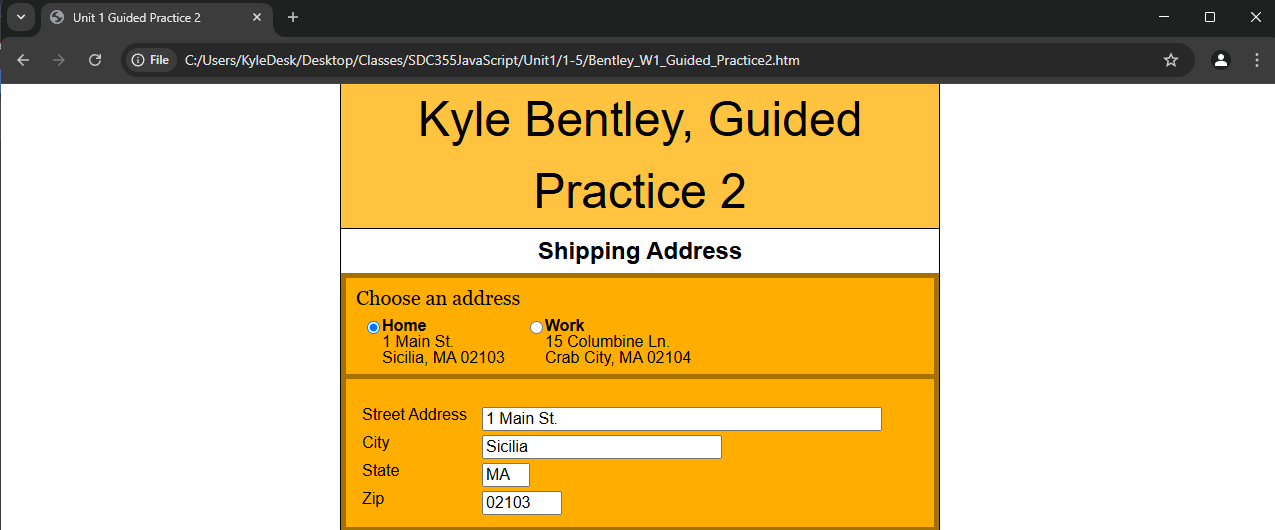 Unit 1 Guided Practice 2
File C:/Users/KyleDesk/Desktop/Classes/SDC355JavaScript/Unit1/1-5/Bentley_W1_Guided_Practice2.htm
Kyle Bentley, Guided
Practice 2
Shipping Address
Choose an address
Home Work
1 Main St. 15 Columbine Ln.
Sicilia, MA 02103 Crab City, MA 02104
Street Address 1 Main St.
City Sicilia
State MA
Zip 02103